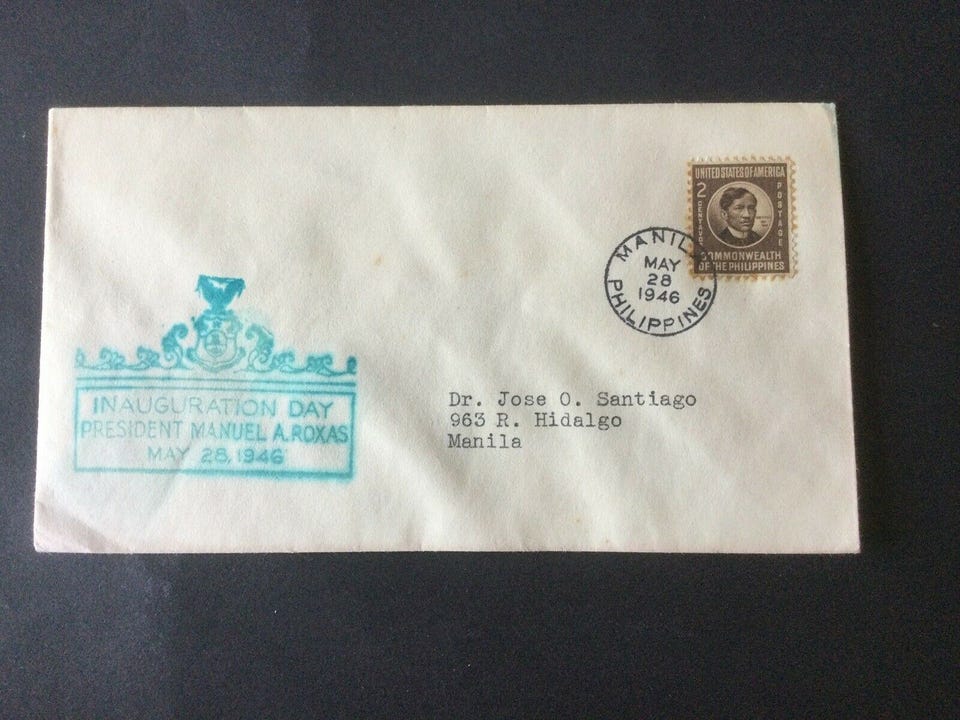 UNITED STATES OF AMERICA
2 CENTAVOS
POSTAGE
COMMONWEALTH
OF THE PHILIPPINES
MANILA
MAY
28
1946
PHILIPPINES
INAUGURATION DAY
PRESIDENT MANUEL A. ROXAS
MAY 28, 1946
Dr. Jose O. Santiago
963 R. Hidalgo
Manila